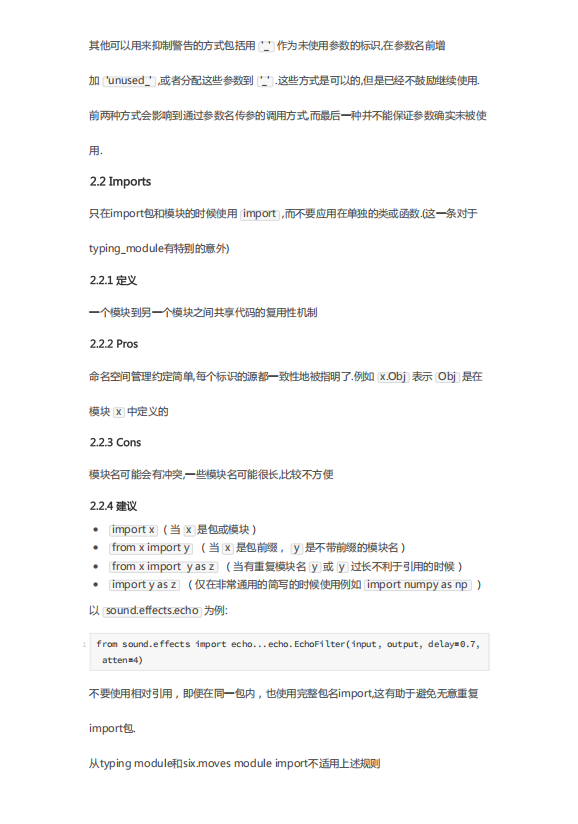 其他可以用来抑制警告的方式包括用 '_' 作为未使用参数的标识,在参数名前增
加 'unused_' ,或者分配这些参数到 '_' .这些方式是可以的,但是已经不鼓励继续使用.
前两种方式会影响到通过参数名传参的调用方式,而最后一种并不能保证参数确实未被使
用.
2.2 Imports
只在import包和模块的时候使用 import ,而不要应用在单独的类或函数.(这一条对于
typing_module有特别的意外)
2.2.1 定义
一个模块到另一个模块之间共享代码的复用性机制
2.2.2 Pros
命名空间管理约定简单,每个标识的源都一致性地被指明了.例如 x.Obj 表示 Obj 是在
模块 x 中定义的
2.2.3 Cons
模块名可能会有冲突,一些模块名可能很长,比较不方便
2.2.4 建议
• import x (当 x 是包或模块)
• from x import y (当 x 是包前缀, y 是不带前缀的模块名)
• from x import y as z (当有重复模块名 y 或 y 过长不利于引用的时候)
• import y as z (仅在非常通用的简写的时候使用例如 import numpy as np )
以 sound.effects.echo 为例:
1 from sound.effects import echo...echo.EchoFilter(input, output, delay=0.7,
atten=4)
不要使用相对引用,即便在同一包内,也使用完整包名import,这有助于避免无意重复
import包.
从typing module和six.moves module import不适用上述规则